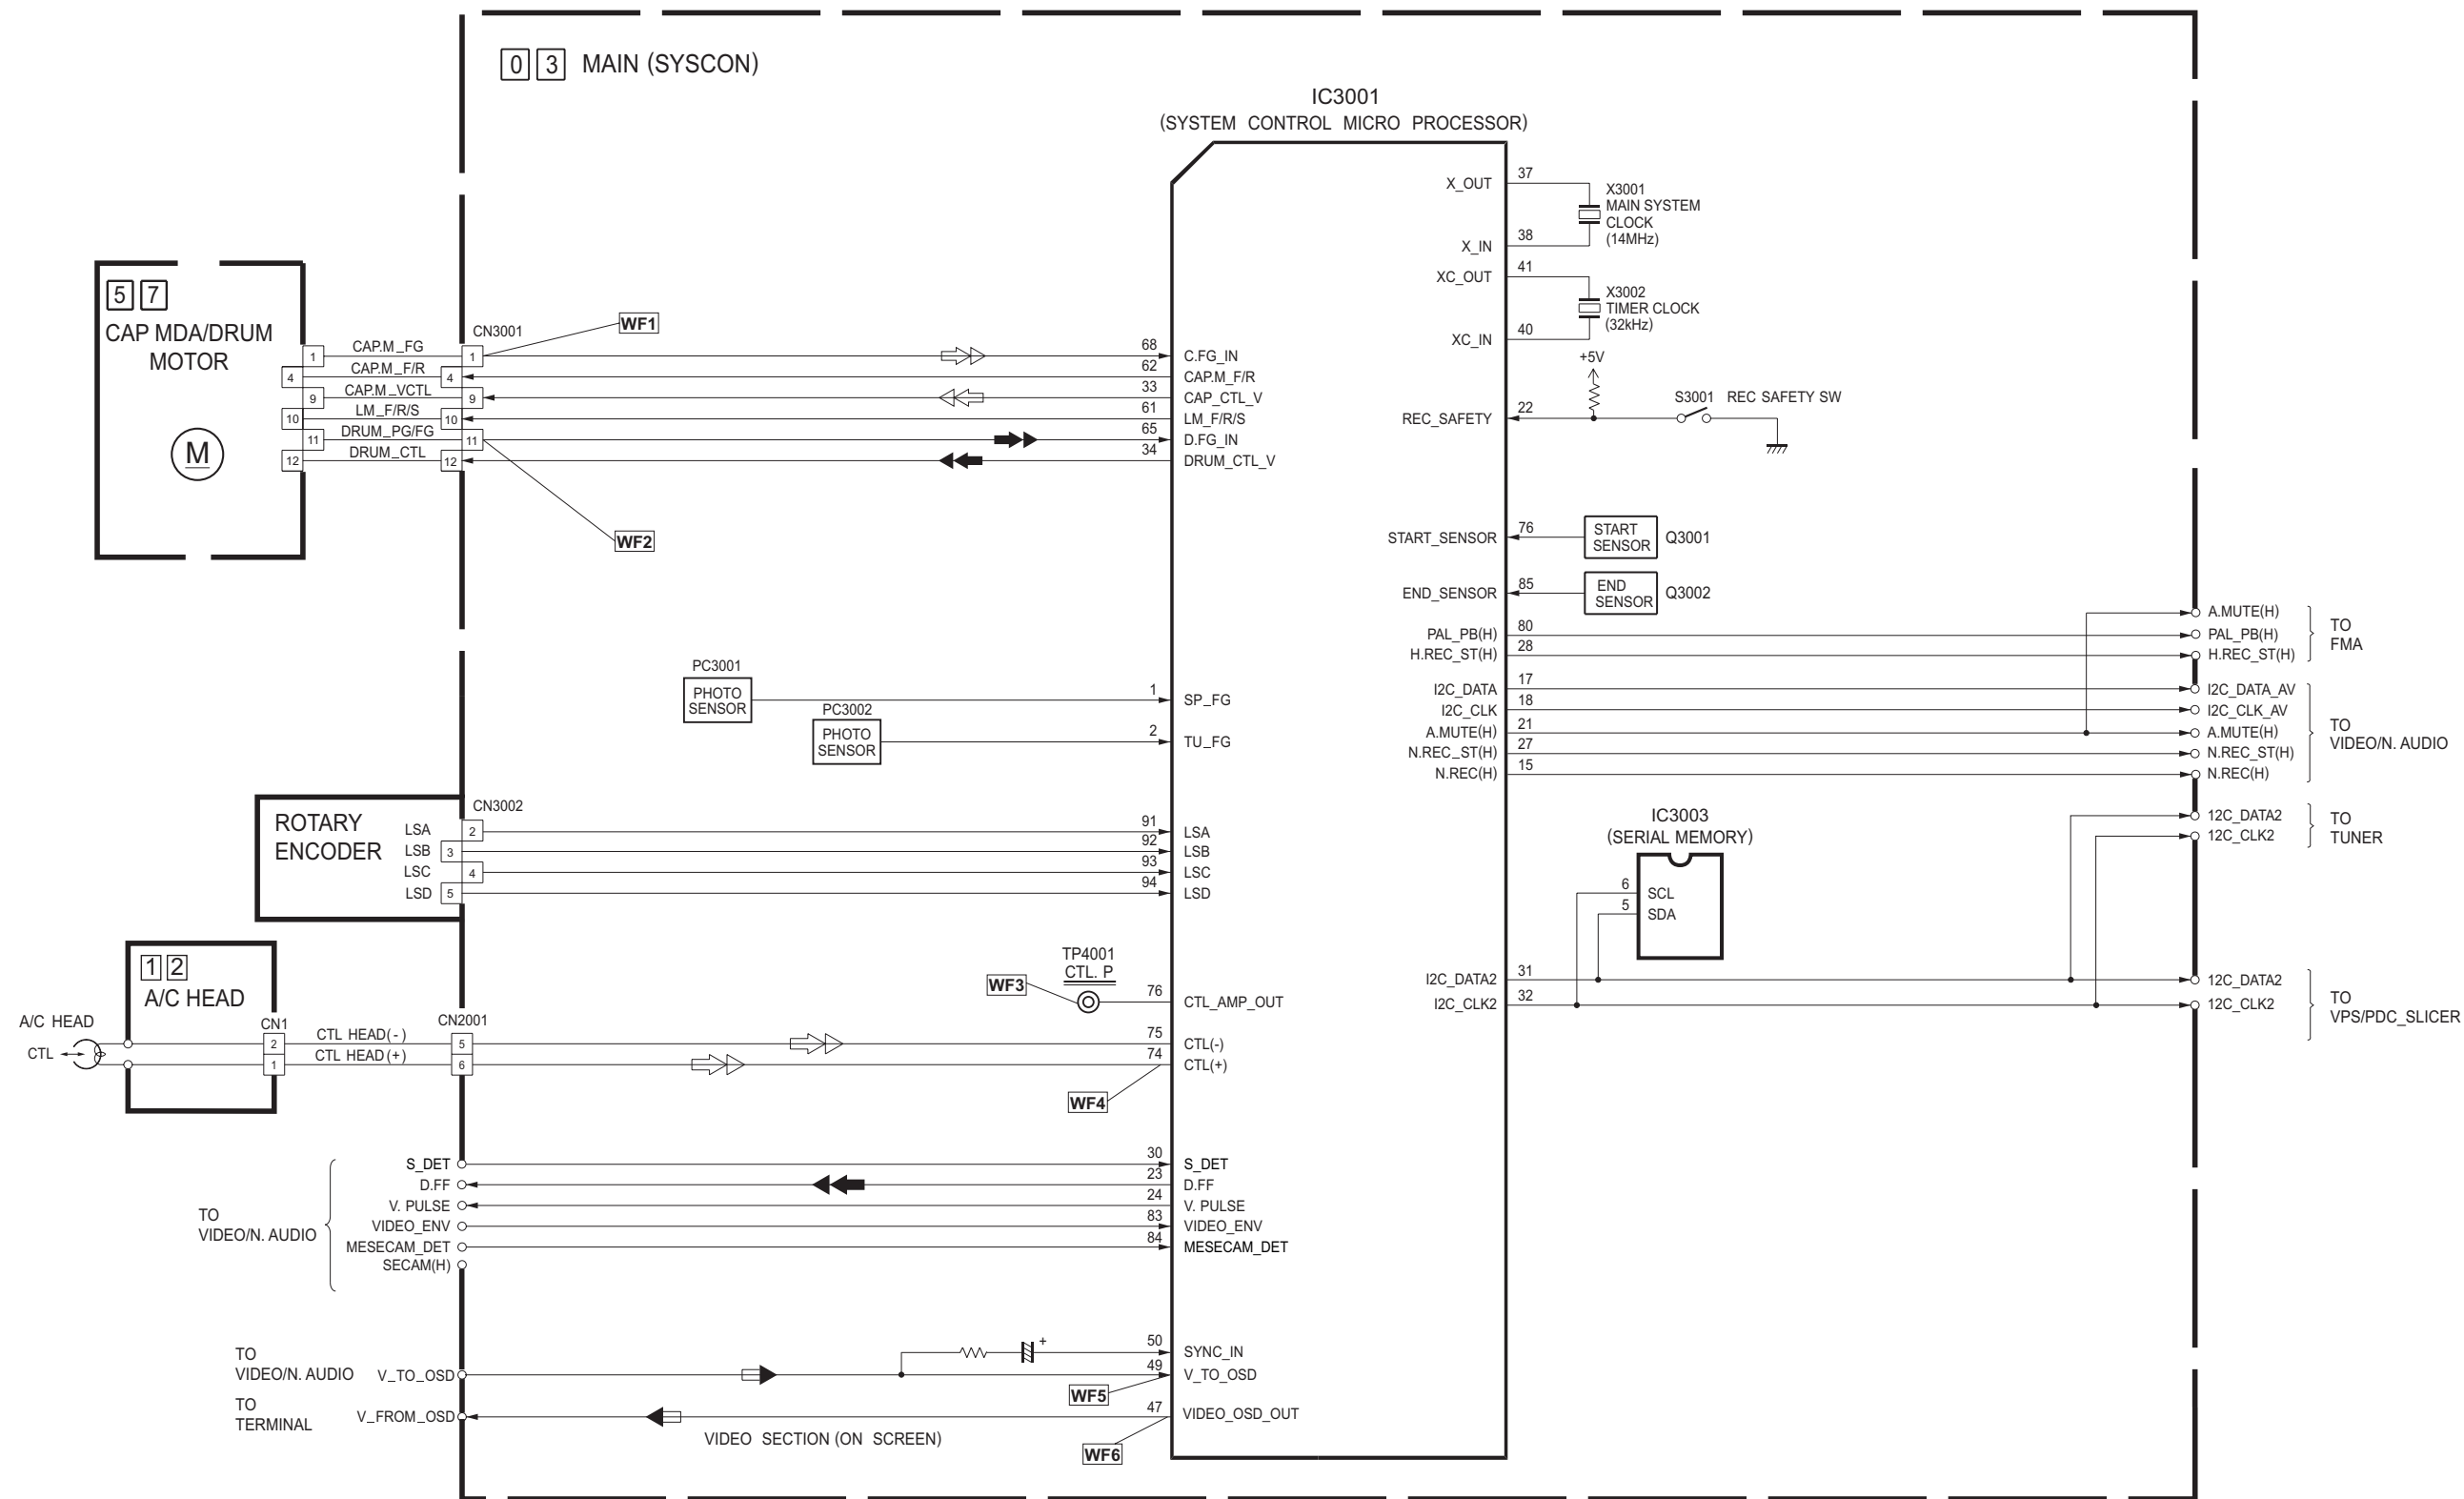 0 3 MAIN (SYSCON)
IC3001
(SYSTEM CONTROL MICRO PROCESSOR)
5 7
CAP MDA/DRUM
MOTOR
M
1 CAP.M_FG 1
4 CAP.M_F/R 4
9 CAP.M_VCTL 9
10 LM_F/R/S 10
11 DRUM_PG/FG 11
12 DRUM_CTL 12
CN3001
WF1
WF2
68 C.FG_IN
62 CAP.M_F/R
33 CAP_CTL_V
61 LM_F/R/S
65 D.FG_IN
34 DRUM_CTL_V
PC3001
PHOTO
SENSOR
PC3002
PHOTO
SENSOR
1 SP_FG
2 TU_FG
ROTARY
ENCODER
CN3002
LSA 2
LSB 3
LSC 4
LSD 5
91 LSA
92 LSB
93 LSC
94 LSD
1 2
A/C HEAD
A/C HEAD
CTL
CN1
2 CTL HEAD(-) 5
1 CTL HEAD(+) 6
CN2001
TP4001
CTL. P
WF3
76 CTL_AMP_OUT
75 CTL(-)
74 CTL(+)
WF4
TO
VIDEO/N. AUDIO
S_DET
D.FF
V. PULSE
VIDEO_ENV
MESECAM_DET
SECAM(H)
30 S_DET
23 D.FF
24 V. PULSE
83 VIDEO_ENV
84 MESECAM_DET
TO
VIDEO/N. AUDIO
V_TO_OSD
TO
TERMINAL
V_FROM_OSD
+
50 SYNC_IN
49 V_TO_OSD
WF5
47 VIDEO_OSD_OUT
WF6
VIDEO SECTION (ON SCREEN)
X_OUT 37
X_IN 38
X3001
MAIN SYSTEM
CLOCK
(14MHz)
XC_OUT 41
XC_IN 40
X3002
TIMER CLOCK
(32kHz)
+5V
REC_SAFETY 22
S3001 REC SAFETY SW
START_SENSOR 76
START
SENSOR
Q3001
END_SENSOR 85
END
SENSOR
Q3002
PAL_PB(H) 80
H.REC_ST(H) 28
I2C_DATA 17
I2C_CLK 18
A.MUTE(H) 21
N.REC_ST(H) 27
N.REC(H) 15
A.MUTE(H)
PAL_PB(H)
H.REC_ST(H)
TO
FMA
I2C_DATA_AV
I2C_CLK_AV
A.MUTE(H)
N.REC_ST(H)
N.REC(H)
TO
VIDEO/N. AUDIO
IC3003
(SERIAL MEMORY)
6 SCL
5 SDA
12C_DATA2
12C_CLK2
TO
TUNER
I2C_DATA2 31
I2C_CLK2 32
12C_DATA2
12C_CLK2
TO
VPS/PDC_SLICER